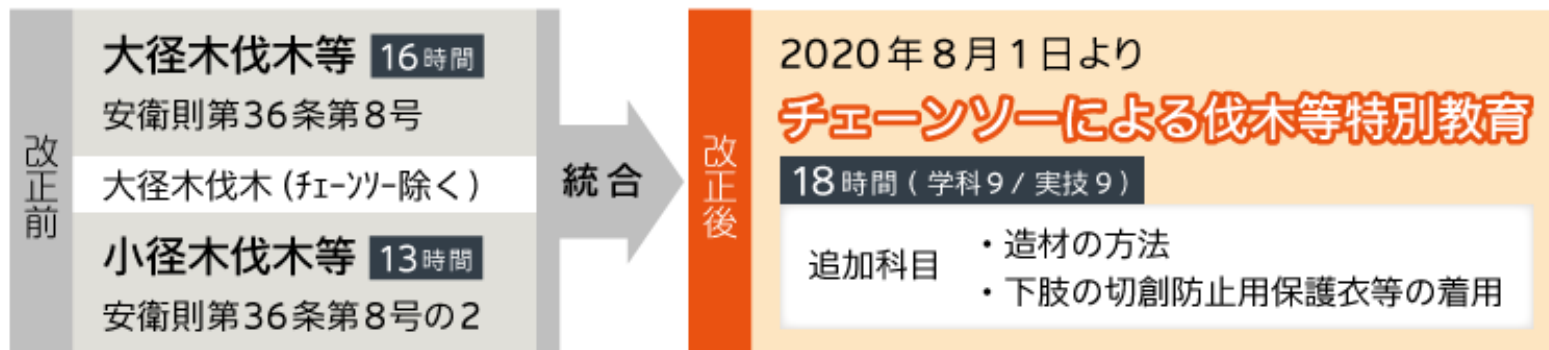 改正前
大径木伐木等 16時間
安衛則第36条第8号
大径木伐木(ﾁｪｰﾝｿｰ除く)
小径木伐木等 13時間
安衛則第36条第8号の2
統合
改正後
2020年8月1日より
チェーンソーによる伐木等特別教育
18時間(学科9/実技9)
追加科目
・造材の方法
・下肢の切創防止用保護衣等の着用